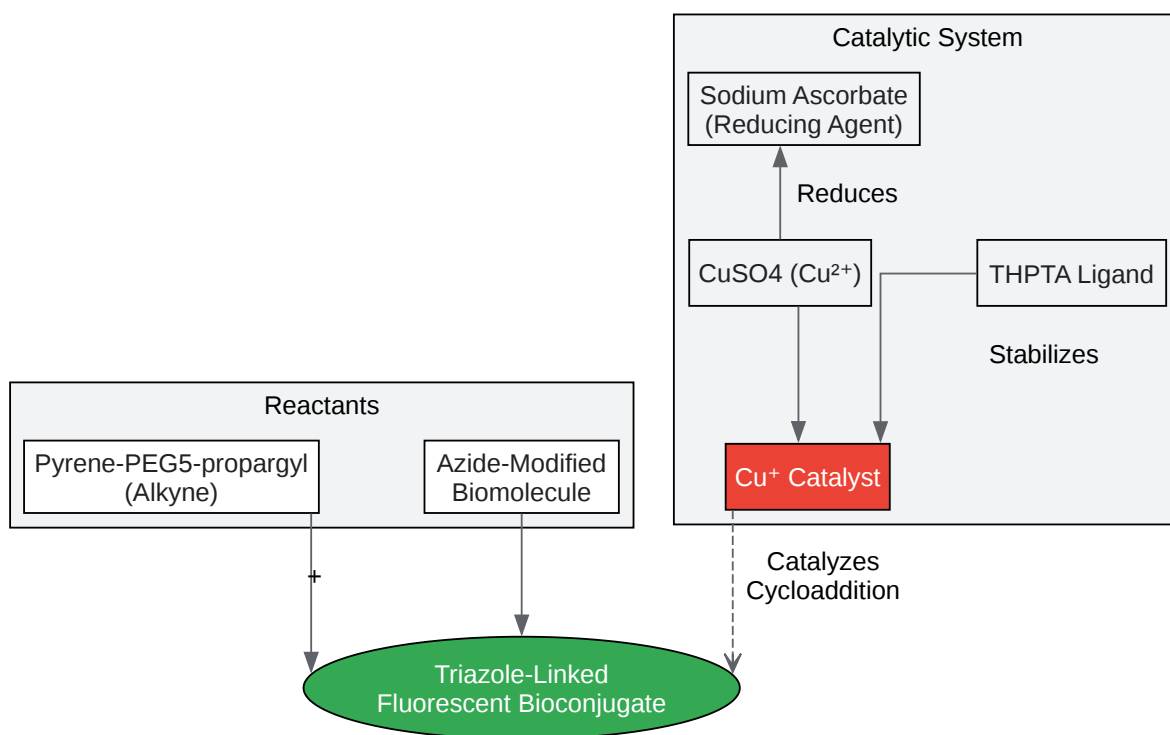 Catalytic System
Sodium Ascorbate
(Reducing Agent)
Reduces
CuSO4 (Cu²⁺)
THPTA Ligand
Stabilizes
Reactants
Pyrene-PEG5-propargyl
(Alkyne)
Azide-Modified
Biomolecule
Cu⁺ Catalyst
+
Catalyzes
Cycloaddition
Triazole-Linked
Fluorescent Bioconjugate